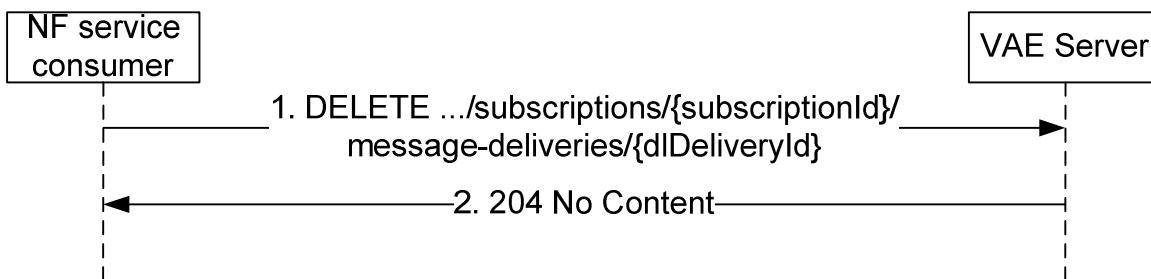 NF service
consumer
VAE Server
1. DELETE .../subscriptions/{subscriptionId}/
message-deliveries/{dlDeliveryId}
2. 204 No Content